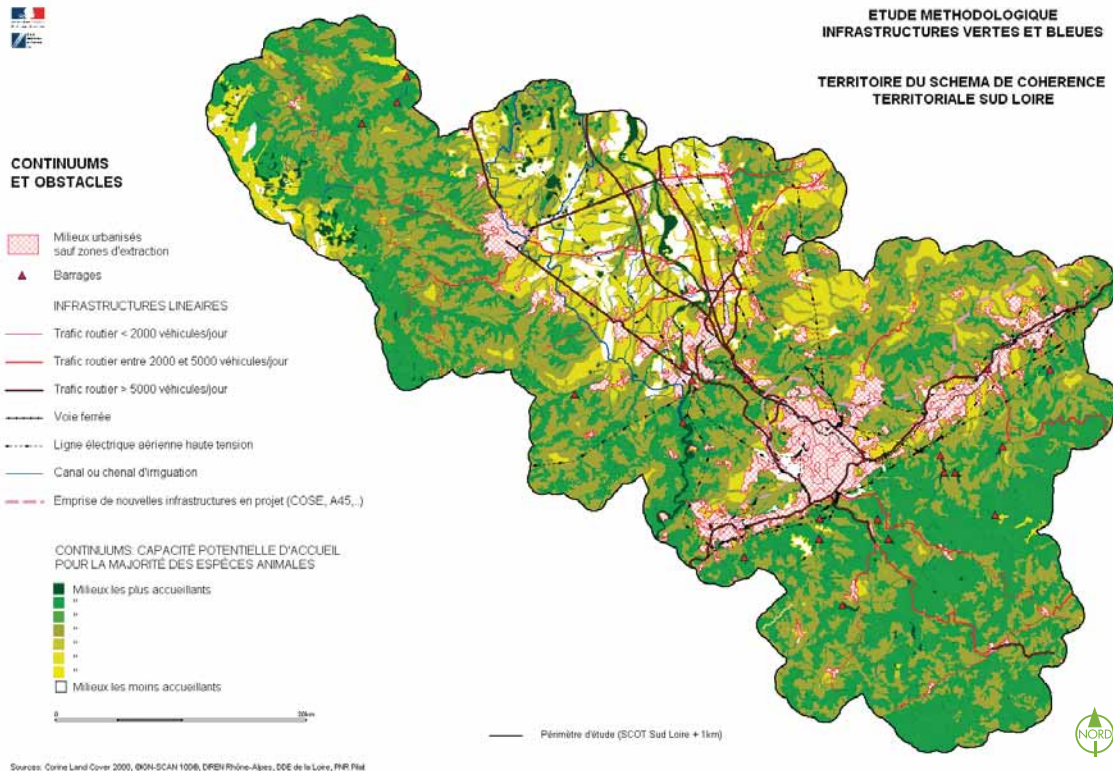 ETUDE METHODOLOGIQUE
INFRASTRUCTURES VERTES ET BLEUES
TERRITOIRE DU SCHEMA DE COHERENCE
TERRITORIALE SUD LOIRE
CONTINUUMS
ET OBSTACLES
Milieux urbanisés
sauf zones d'extraction
Barrages
INFRASTRUCTURES LINEAIRES
Trafic routier < 2000 véhicules/jour
Trafic routier entre 2000 et 5000 véhicules/jour
Trafic routier > 5000 véhicules/jour
Voie ferrée
Ligne électrique aérienne haute tension
Canal ou chenal d'irriguation
Emprise de nouvelles infrastructures en projet (COSE, A45,..)
CONTINUUMS: CAPACITÉ POTENTIELLE D'ACCUEIL
POUR LA MAJORITÉ DES ESPÈCES ANIMALES
Milieux les plus accueillants
"
"
"
"
"
"
Milieux les moins accueillants
0
Périmètre d'étude (SCOT Sud Loire + 1km)
NORD
Sources: Corine Land Cover 2000, DIREN Rhône-Alpes, DDE de la Loire, PNR Pilat